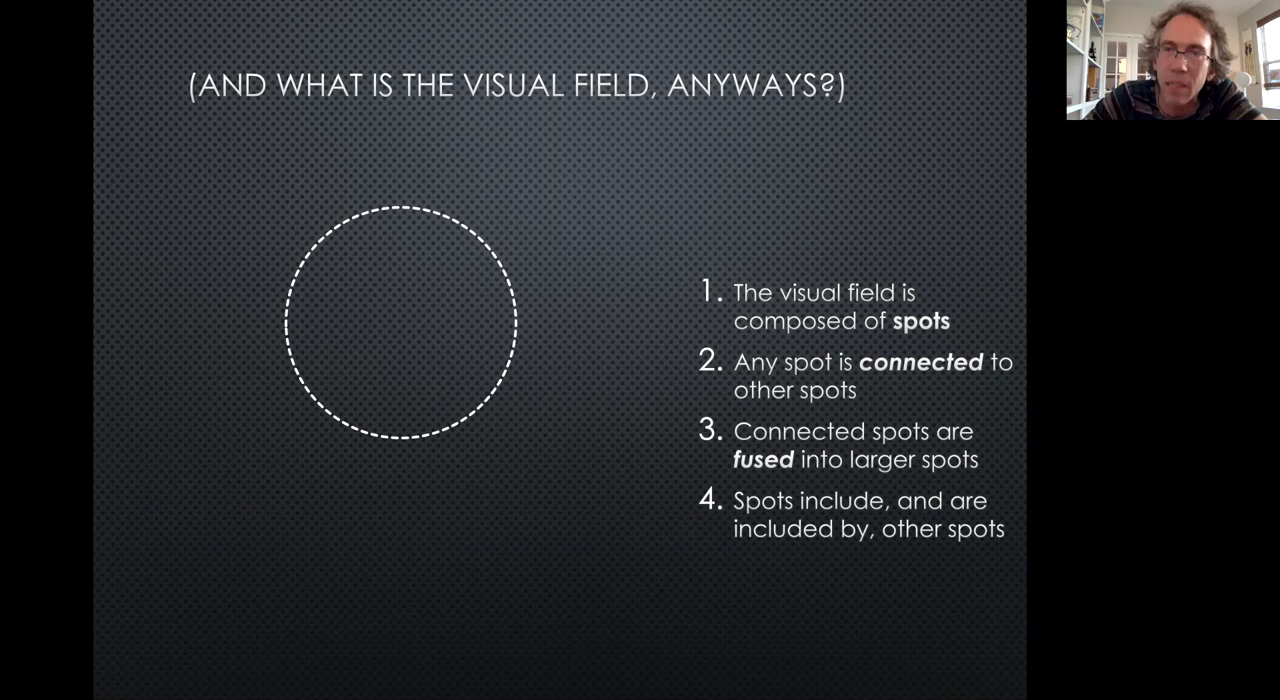 (AND WHAT IS THE VISUAL FIELD, ANYWAYS?)
1. The visual field is
composed of spots
2. Any spot is connected to
other spots
3. Connected spots are
fused into larger spots
4. Spots include, and are
included by, other spots